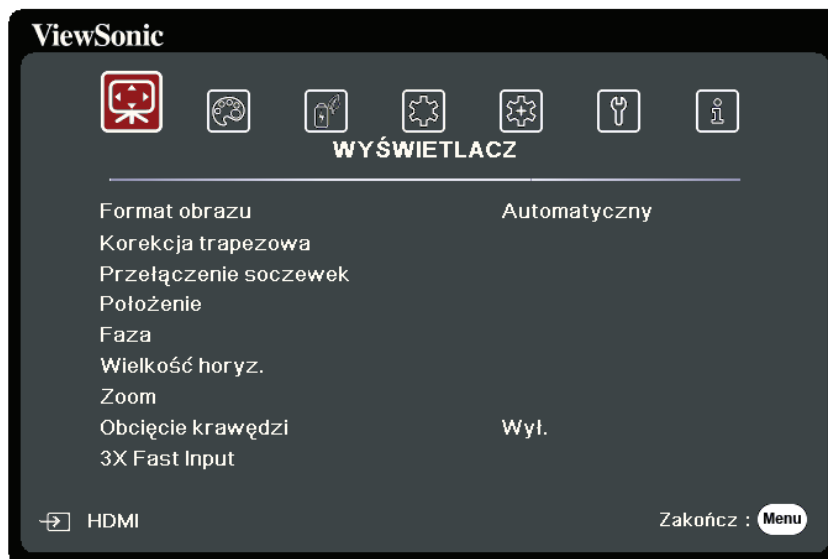 ViewSonic
WYŚWIETLACZ
Format obrazu Automatyczny
Korekcja trapezowa
Przełączenie soczewek
Położenie
Faza
Wielkość horyz.
Zoom
Obcięcie krawędzi Wył.
3X Fast Input
HDMI Zakończ : Menu